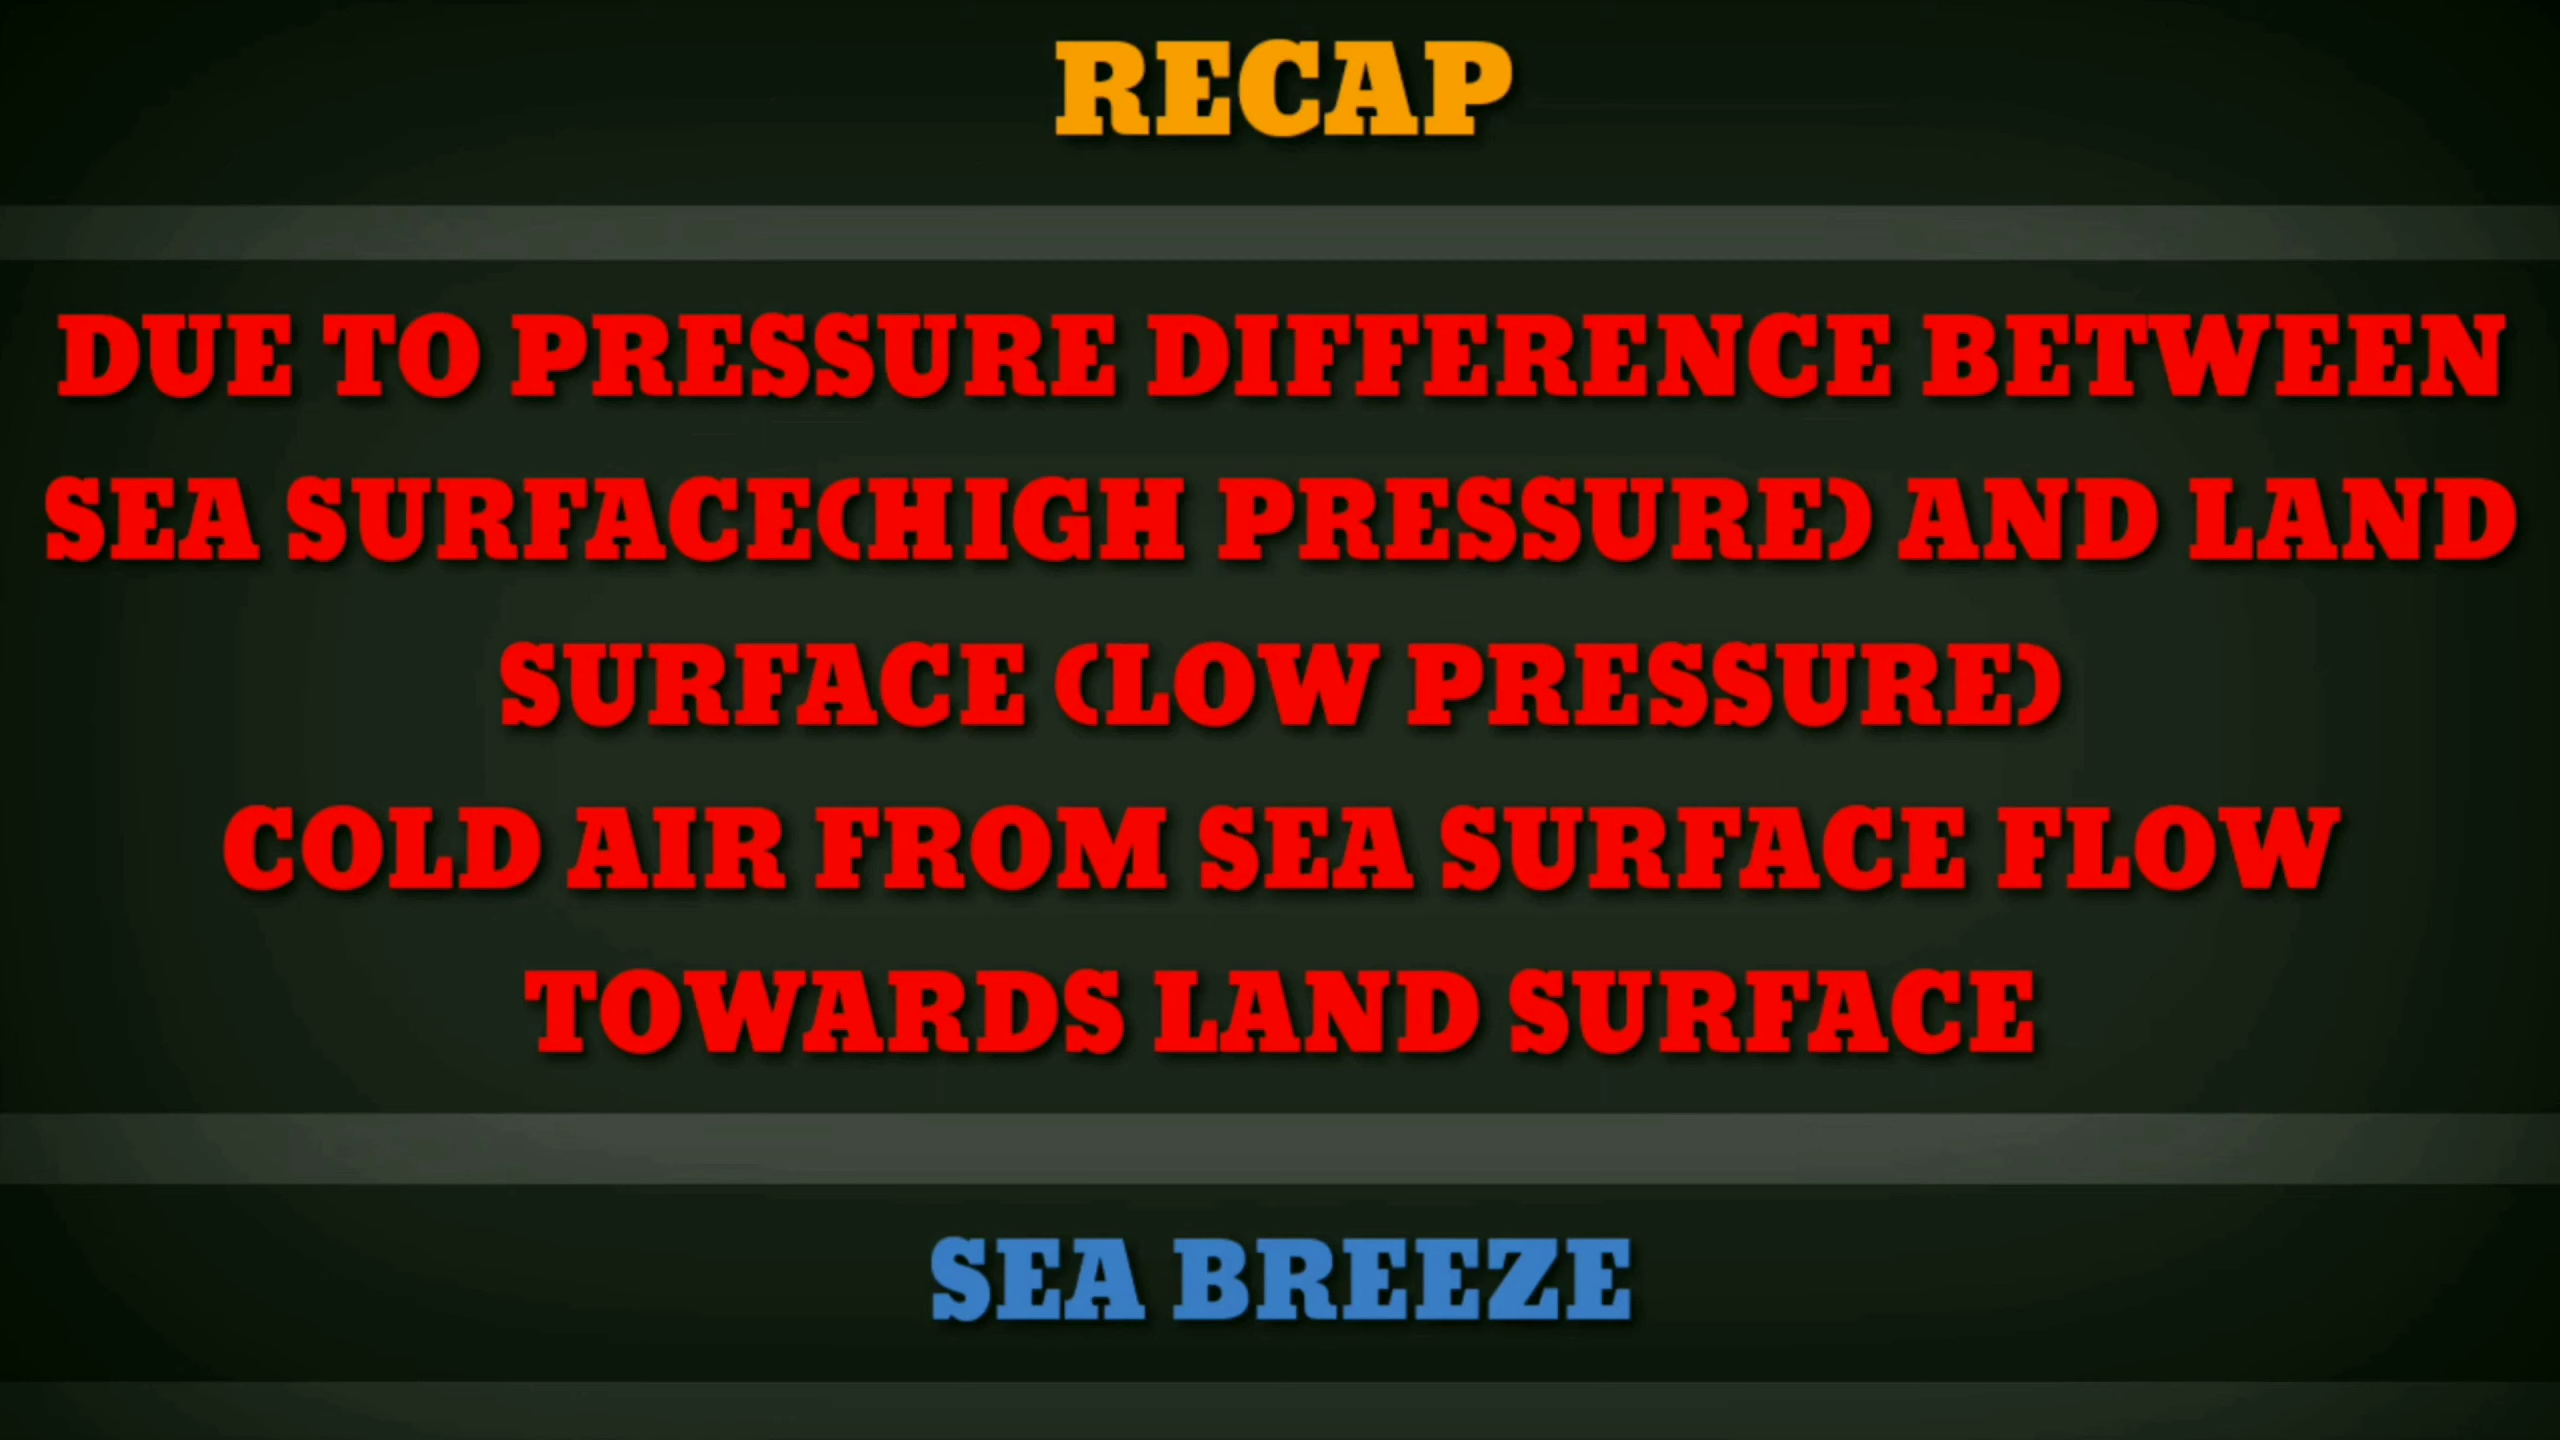 RECAP
DUE TO PRESSURE DIFFERENCE BETWEEN
SEA SURFACE(HIGH PRESSURE) AND LAND
SURFACE (LOW PRESSURE)
COLD AIR FROM SEA SURFACE FLOW
TOWARDS LAND SURFACE
SEA BREEZE